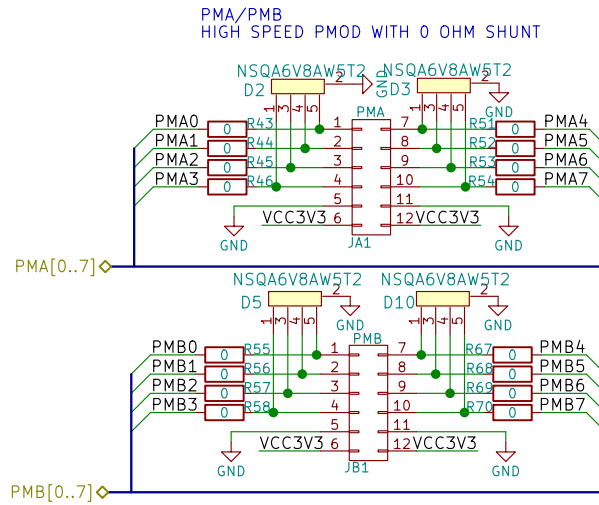 PMA/PMB
HIGH SPEED PMOD WITH 0 OHM SHUNT
NSQA6V8AW5T2 NSQA6V8AW5T2
D2 2 GND D3 2
1 3 4 5 1 3 4 5 GND
PMA
PMA0 0 R43 1 7 R51 0 PMA4
PMA1 0 R44 2 8 R52 0 PMA5
PMA2 0 R45 3 9 R53 0 PMA6
PMA3 0 R46 4 10 R54 0 PMA7
5 11
VCC3V3 6 12 VCC3V3
GND JA1 GND
PMA[0..7]
NSQA6V8AW5T2 NSQA6V8AW5T2
D5 2 D10 2
1 3 4 5 GND 1 3 4 5 GND
PMB
PMB0 0 R55 1 7 R67 0 PMB4
PMB1 0 R56 2 8 R68 0 PMB5
PMB2 0 R57 3 9 R69 0 PMB6
PMB3 0 R58 4 10 R70 0 PMB7
5 11
VCC3V3 6 12 VCC3V3
GND JB1 GND
PMB[0..7]